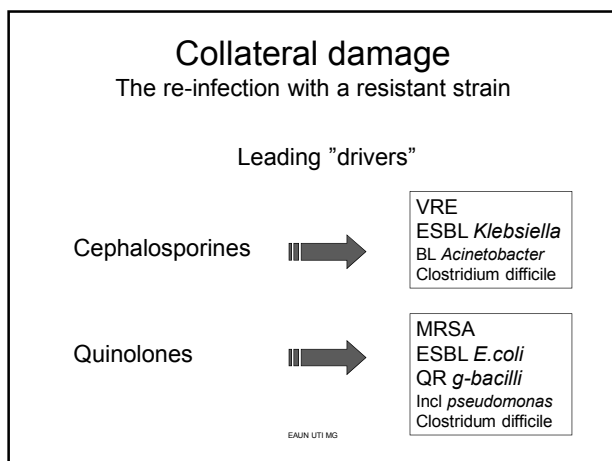 Collateral damage
The re-infection with a resistant strain
Leading ”drivers”
Cephalosporines
VRE
ESBL Klebsiella
BL Acinetobacter
Clostridium difficile
Quinolones
MRSA
ESBL E.coli
QR g-bacilli
Incl pseudomonas
Clostridum difficile
EAUN UTI MG